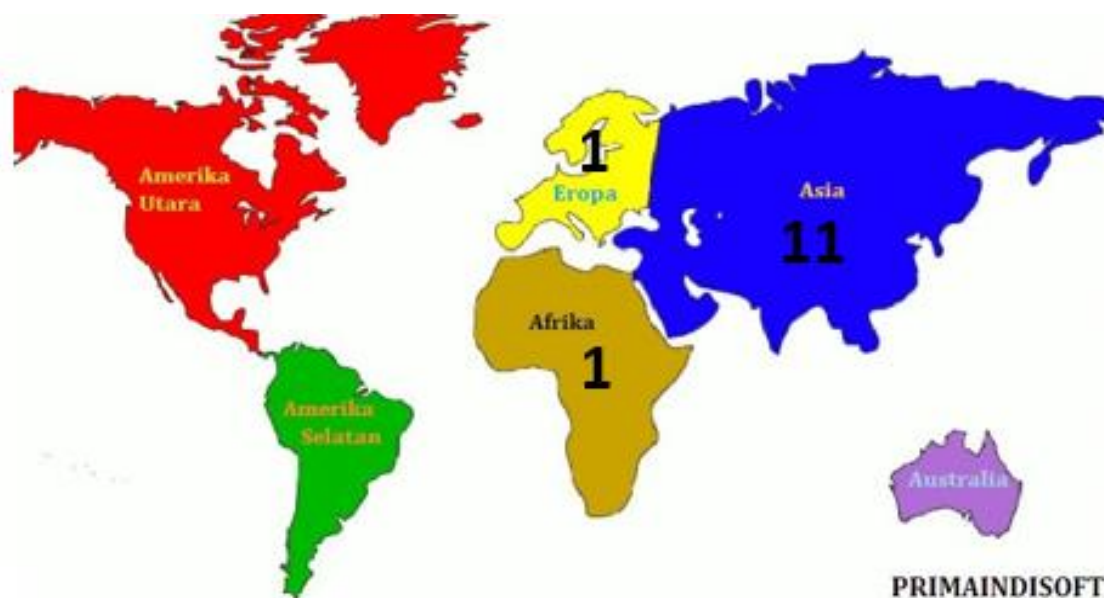 1
Amerika
Utara
Eropa
Asia
11
Afrika
1
Amerika
Selatan
Australia
PRIMAINDISOFT